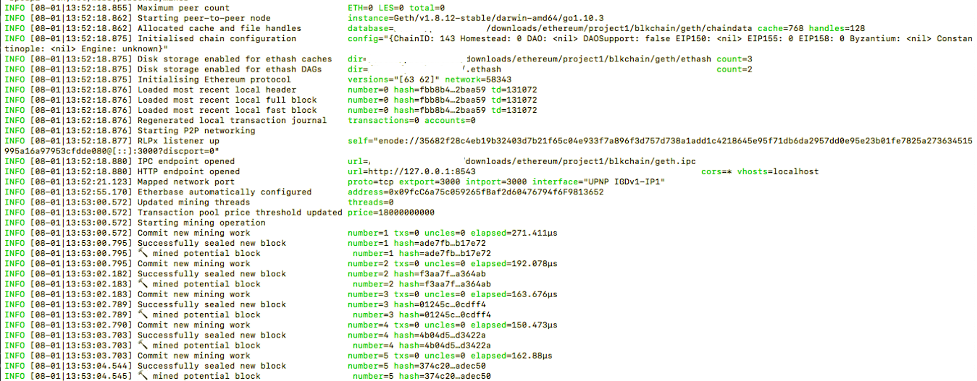 INFO [08-01|13:52:18.855] Maximum peer count ETH=0 LES=0 total=0
INFO [08-01|13:52:18.862] Starting peer-to-peer node instance=Geth/v1.8.12-stable/darwin-amd64/go1.10.3
INFO [08-01|13:52:18.862] Allocated cache and file handles database= /downloads/ethereum/project1/blkchain/geth/chaindata cache=768 handles=128
INFO [08-01|13:52:18.875] Initialised chain configuration config="{ChainID: 143 Homestead: 0 DAO: <nil> DAOSupport: false EIP150: <nil> EIP155: 0 EIP158: 0 Byzantium: <nil> Constan
tinople: <nil> Engine: unknown}"
INFO [08-01|13:52:18.875] Disk storage enabled for ethash caches dir= downloads/ethereum/project1/blkchain/geth/ethash count=3
INFO [08-01|13:52:18.875] Disk storage enabled for ethash DAGs dir= /.ethash count=2
INFO [08-01|13:52:18.875] Initialising Ethereum protocol versions="[63 62]" network=58343
INFO [08-01|13:52:18.876] Loaded most recent local header number=0 hash=fbb8b4…2baa59 td=131072
INFO [08-01|13:52:18.876] Loaded most recent local full block number=0 hash=fbb8b4…2baa59 td=131072
INFO [08-01|13:52:18.876] Loaded most recent local fast block number=0 hash=fbb8b4…2baa59 td=131072
INFO [08-01|13:52:18.876] Regenerated local transaction journal transactions=0 accounts=0
INFO [08-01|13:52:18.876] Starting P2P networking
INFO [08-01|13:52:18.877] RLPx listener up self="enode://35682f28c4eb19b32403d7b21f65c04e933f7a896f3d757d738a1add1c4218645e95f71db6da2957dd0e95e23b01fe7825a273634515
995a16a97953cfdde080@[::]:3000?discport=0"
INFO [08-01|13:52:18.880] IPC endpoint opened url= downloads/ethereum/project1/blkchain/geth.ipc
INFO [08-01|13:52:18.880] HTTP endpoint opened url=http://127.0.0.1:8543 cors=* vhosts=localhost
INFO [08-01|13:52:21.123] Mapped network port proto=tcp extport=3000 intport=3000 interface="UPNP IGDv1-IP1"
INFO [08-01|13:52:55.170] Etherbase automatically configured address=0x09fcC6a75c059265fBaf2d60476794f6F9813652
INFO [08-01|13:53:00.572] Updated mining threads threads=0
INFO [08-01|13:53:00.572] Transaction pool price threshold updated price=18000000000
INFO [08-01|13:53:00.572] Starting mining operation
INFO [08-01|13:53:00.572] Commit new mining work number=1 txs=0 uncles=0 elapsed=271.411µs
INFO [08-01|13:53:00.795] Successfully sealed new block number=1 hash=ade7fb…b17e72
INFO [08-01|13:53:00.795] 🔨 mined potential block number=1 hash=ade7fb…b17e72
INFO [08-01|13:53:00.795] Commit new mining work number=2 txs=0 uncles=0 elapsed=192.078µs
INFO [08-01|13:53:02.182] Successfully sealed new block number=2 hash=f3aa7f…a364ab
INFO [08-01|13:53:02.183] 🔨 mined potential block number=2 hash=f3aa7f…a364ab
INFO [08-01|13:53:02.183] Commit new mining work number=3 txs=0 uncles=0 elapsed=163.676µs
INFO [08-01|13:53:02.789] Successfully sealed new block number=3 hash=01245c…0cdff4
INFO [08-01|13:53:02.789] 🔨 mined potential block number=3 hash=01245c…0cdff4
INFO [08-01|13:53:02.790] Commit new mining work number=4 txs=0 uncles=0 elapsed=150.473µs
INFO [08-01|13:53:03.703] Successfully sealed new block number=4 hash=4b04d5…d3422a
INFO [08-01|13:53:03.703] 🔨 mined potential block number=4 hash=4b04d5…d3422a
INFO [08-01|13:53:03.703] Commit new mining work number=5 txs=0 uncles=0 elapsed=162.88µs
INFO [08-01|13:53:04.544] Successfully sealed new block number=5 hash=374c20…adec50
INFO [08-01|13:53:04.545] 🔨 mined potential block number=5 hash=374c20…adec50